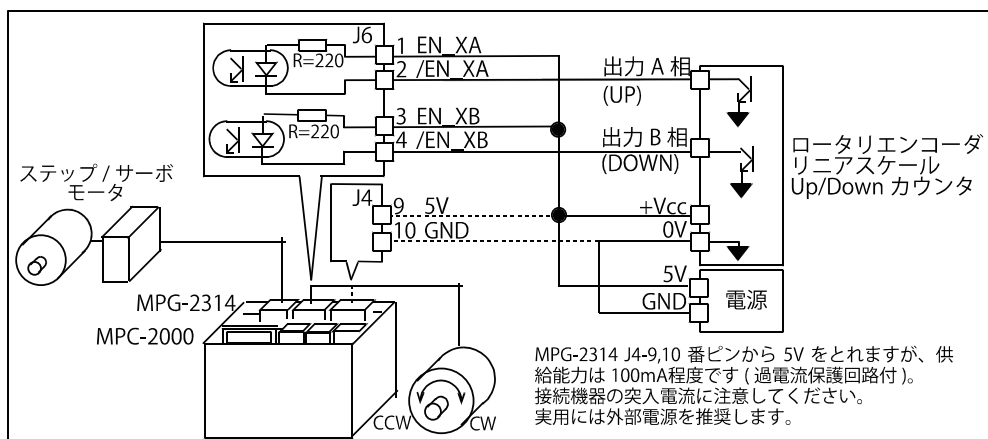 J6
R=220
1 EN_XA
2 /EN_XA
R=220
3 EN_XB
4 /EN_XB
出力 A 相
(UP)
出力 B 相
(DOWN)
ロータリエンコーダ
リニアスケール
Up/Down カウンタ
ステップ / サーボ
モータ
J4
9 5V
10 GND
+Vcc
0V
5V
GND
電源
MPG-2314
MPC-2000
CCW
CW
MPG-2314 J4-9,10 番ピンから 5V をとれますが、供
給能力は 100mA程度です ( 過電流保護回路付 )。
接続機器の突入電流に注意してください。
実用には外部電源を推奨します。